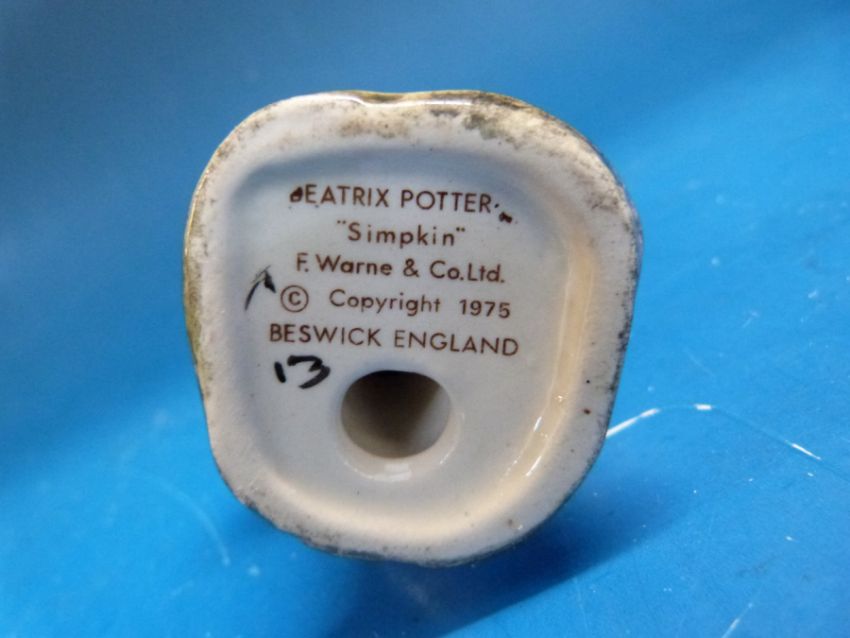 BEATRIX POTTER
"Simpkin"
F. Warne & Co. Ltd.
© Copyright 1975
BESWICK ENGLAND
13